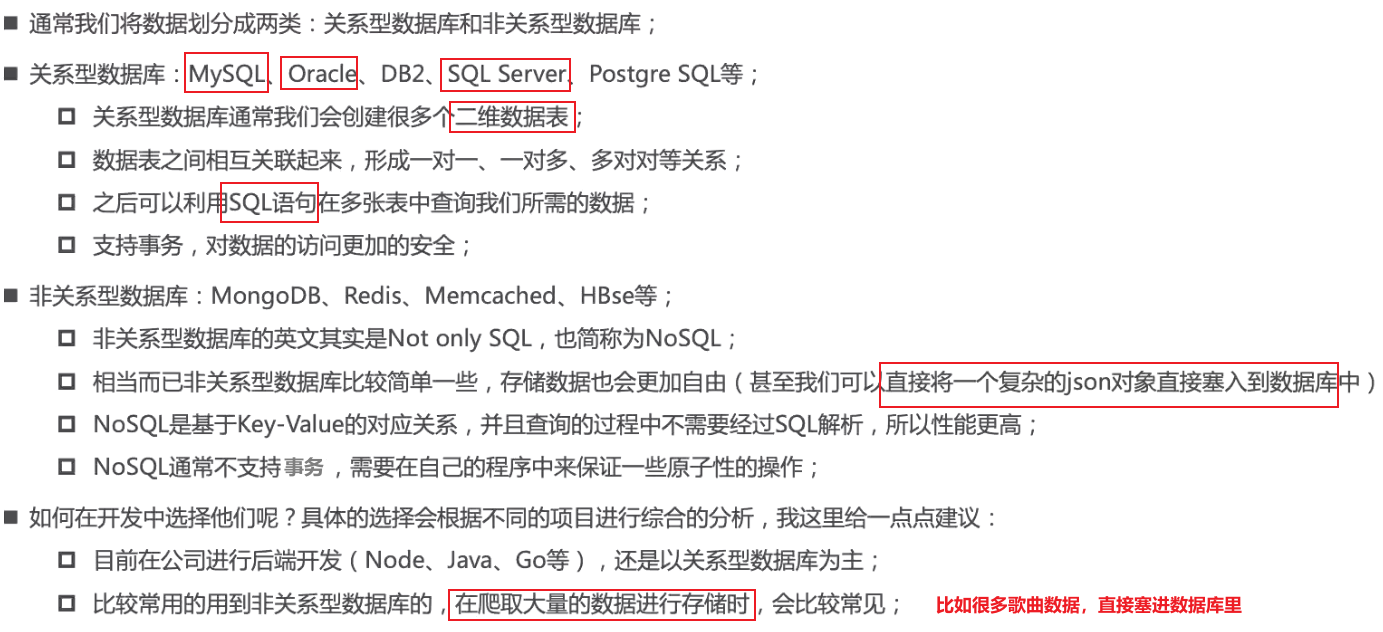 ■ 通常我们将数据划分成两类：关系型数据库和非关系型数据库；
■ 关系型数据库：MySQL、Oracle、DB2、SQL Server、Postgre SQL等；
□ 关系型数据库通常我们会创建很多个二维数据表；
□ 数据表之间相互关联起来，形成一对一、一对多、多对对等关系；
□ 之后可以利用SQL语句在多张表中查询我们所需的数据；
□ 支持事务，对数据的访问更加的安全；
■ 非关系型数据库：MongoDB、Redis、Memcached、HBse等；
□ 非关系型数据库的英文其实是Not only SQL，也简称为NoSQL；
□ 相当而已非关系型数据库比较简单一些，存储数据也会更加自由（甚至我们可以直接将一个复杂的json对象直接塞入到数据库中）
□ NoSQL是基于Key-Value的对应关系，并且查询的过程中不需要经过SQL解析，所以性能更高；
□ NoSQL通常不支持事务，需要在自己的程序中来保证一些原子性的操作；
■ 如何在开发中选择他们呢？具体的选择会根据不同的项目进行综合的分析，我这里给一点点建议：
□ 目前在公司进行后端开发（Node、Java、Go等），还是以关系型数据库为主；
□ 比较常用的用到非关系型数据库的，在爬取大量的数据进行存储时，会比较常见； 比如很多歌曲数据，直接塞进数据库里